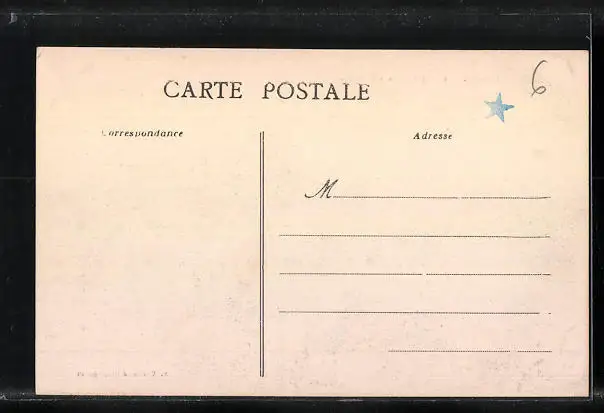 CARTE POSTALE
6
Correspondance
Adresse
M